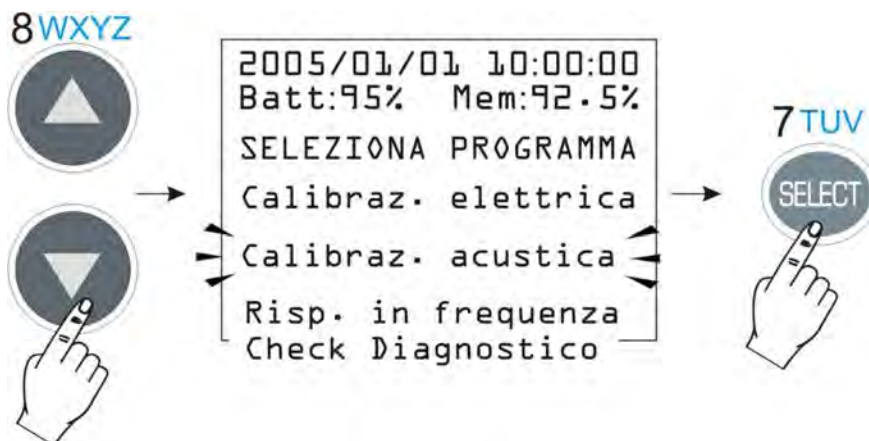 8 WXYZ
2005/01/01 10:00:00
Batt:95% Mem:92.5%
SELEZIONA PROGRAMMA
Calibraz. elettrica
Calibraz. acustica
Risp. in frequenza
Check Diagnostico
7 TUV
SELECT